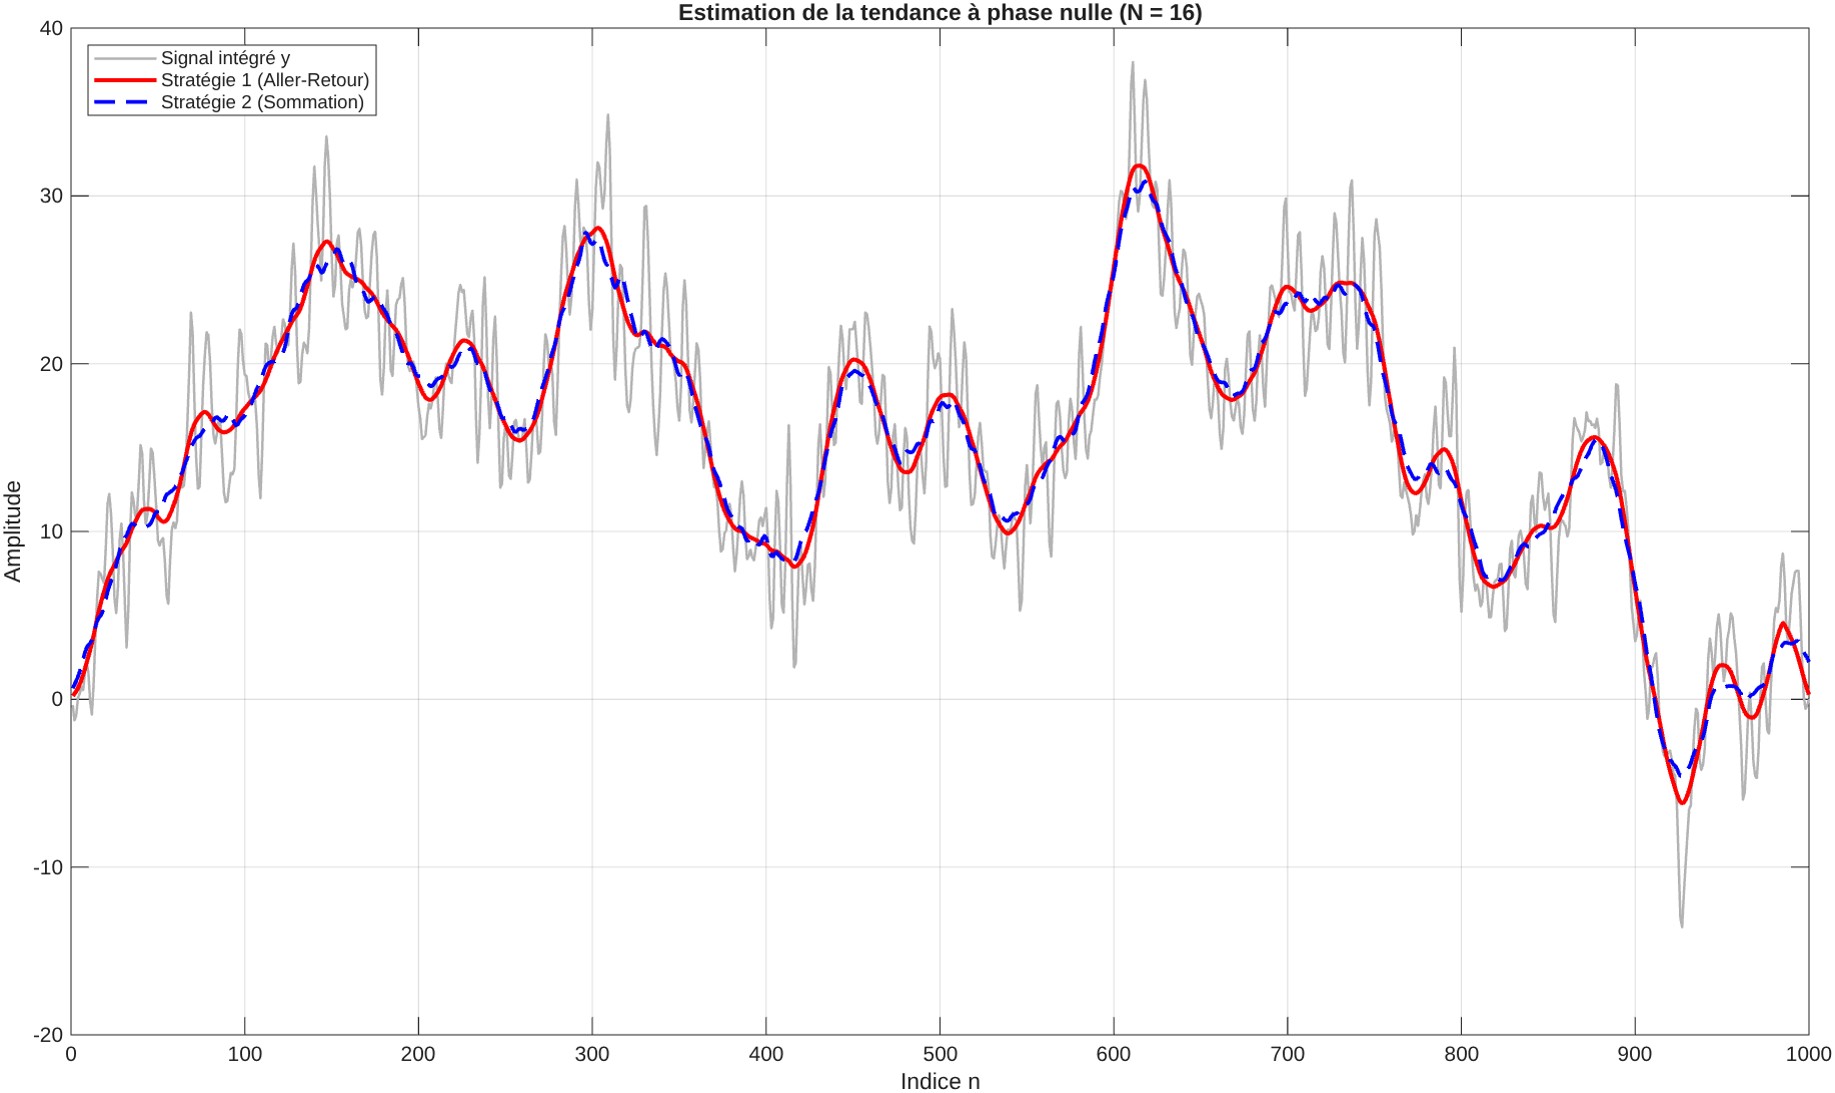 Estimation de la tendance à phase nulle (N = 16)
Signal intégré y
Stratégie 1 (Aller-Retour)
Stratégie 2 (Sommation)
Amplitude
40
30
20
10
0
-10
-20
0 100 200 300 400 500 600 700 800 900 1000
Indice n